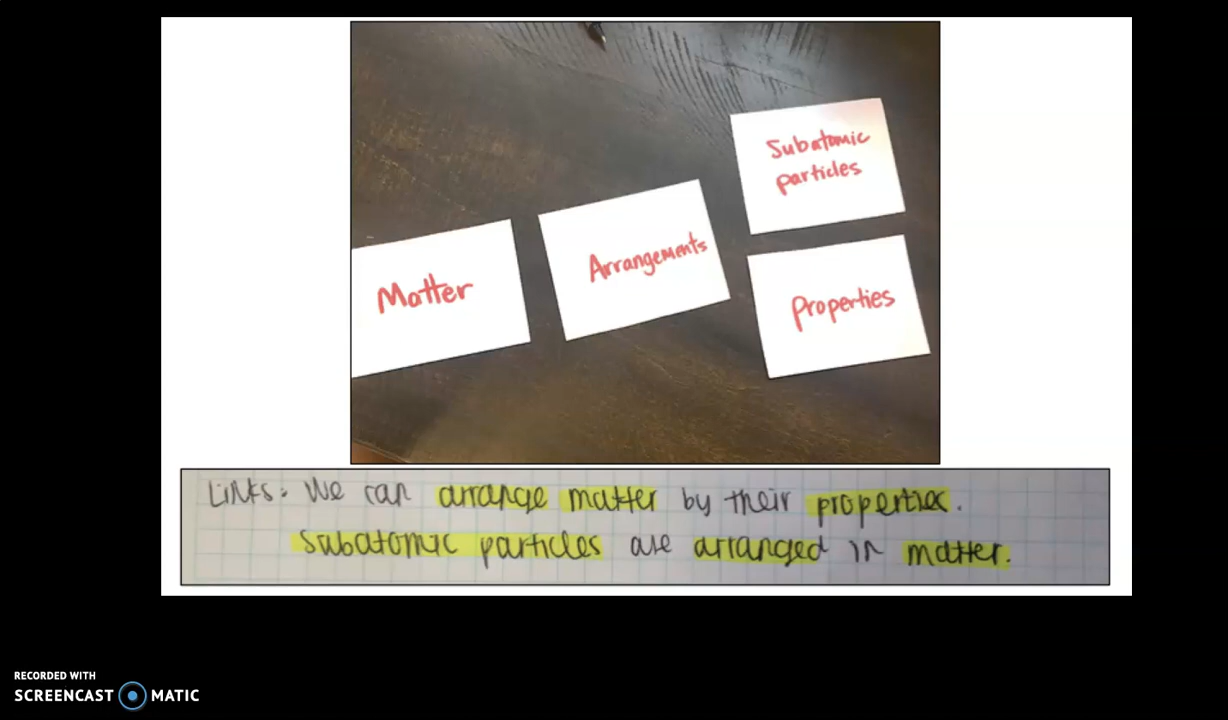 Subatomic
particles
Arrangements
Matter
Properties
Links: We can arrange matter by their properties.
Subatomic particles are arranged in matter.
RECORDED WITH
SCREENCAST MATIC